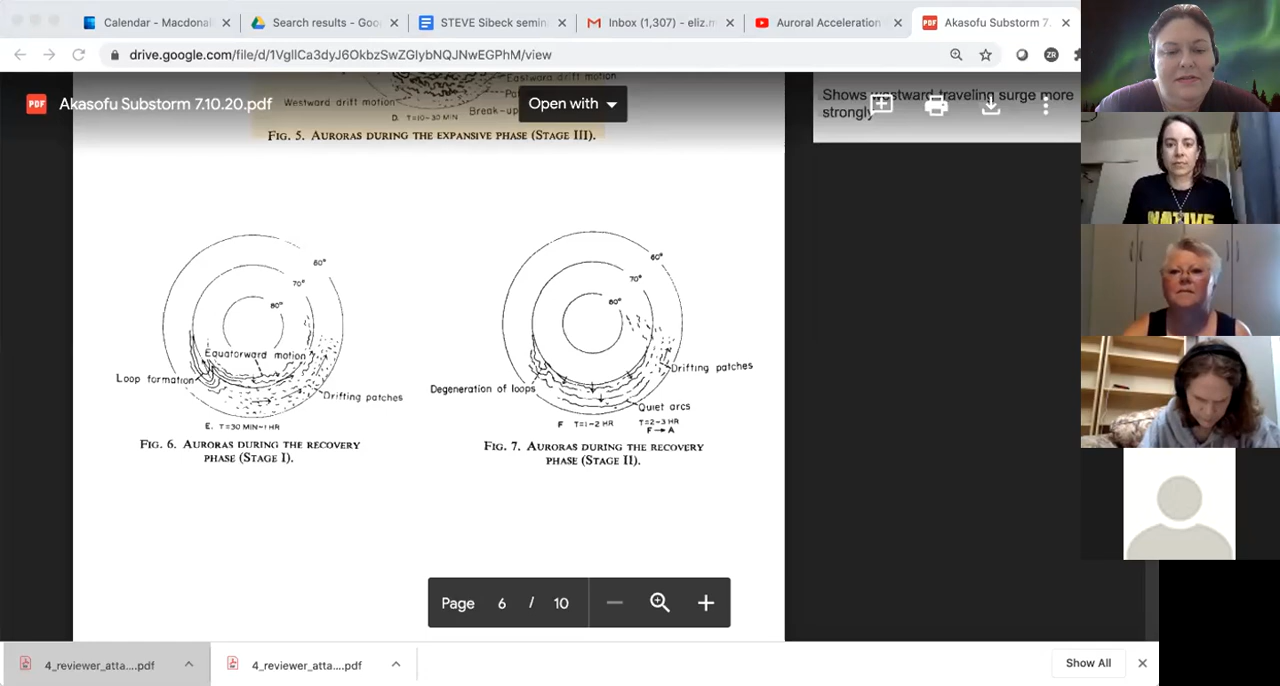 Calendar - Macdonal
Search results - Goo
STEVE Sibeck semin
Inbox (1,307) - eliz.m
Auroral Acceleration
Akasofu Substorm 7.
drive.google.com/file/d/1VgllCa3dyJ6OkbzSwZGlybNQJNwEGPhM/view
ZR
PDF Akasofu Substorm 7.10.20.pdf
Open with
Eastward drift motion
Westward drift motion
D. T=10-30 MIN
Break-up
FIG. 5. AURORAS DURING THE EXPANSIVE PHASE (STAGE III).
Shows westward traveling surge more
strongly
60°
70°
80°
Equatorward motion
Loop formation
Drifting patches
E. T=30 MIN-1 HR
FIG. 6. AURORAS DURING THE RECOVERY
PHASE (STAGE I).
60°
70°
80°
Drifting patches
Degeneration of loops
Quiet arcs
F T=1-2 HR
T=2-3 HR
F→A
FIG. 7. AURORAS DURING THE RECOVERY
PHASE (STAGE II).
NATIVE
Page 6 / 10
4_reviewer_atta....pdf
4_reviewer_atta....pdf
Show All